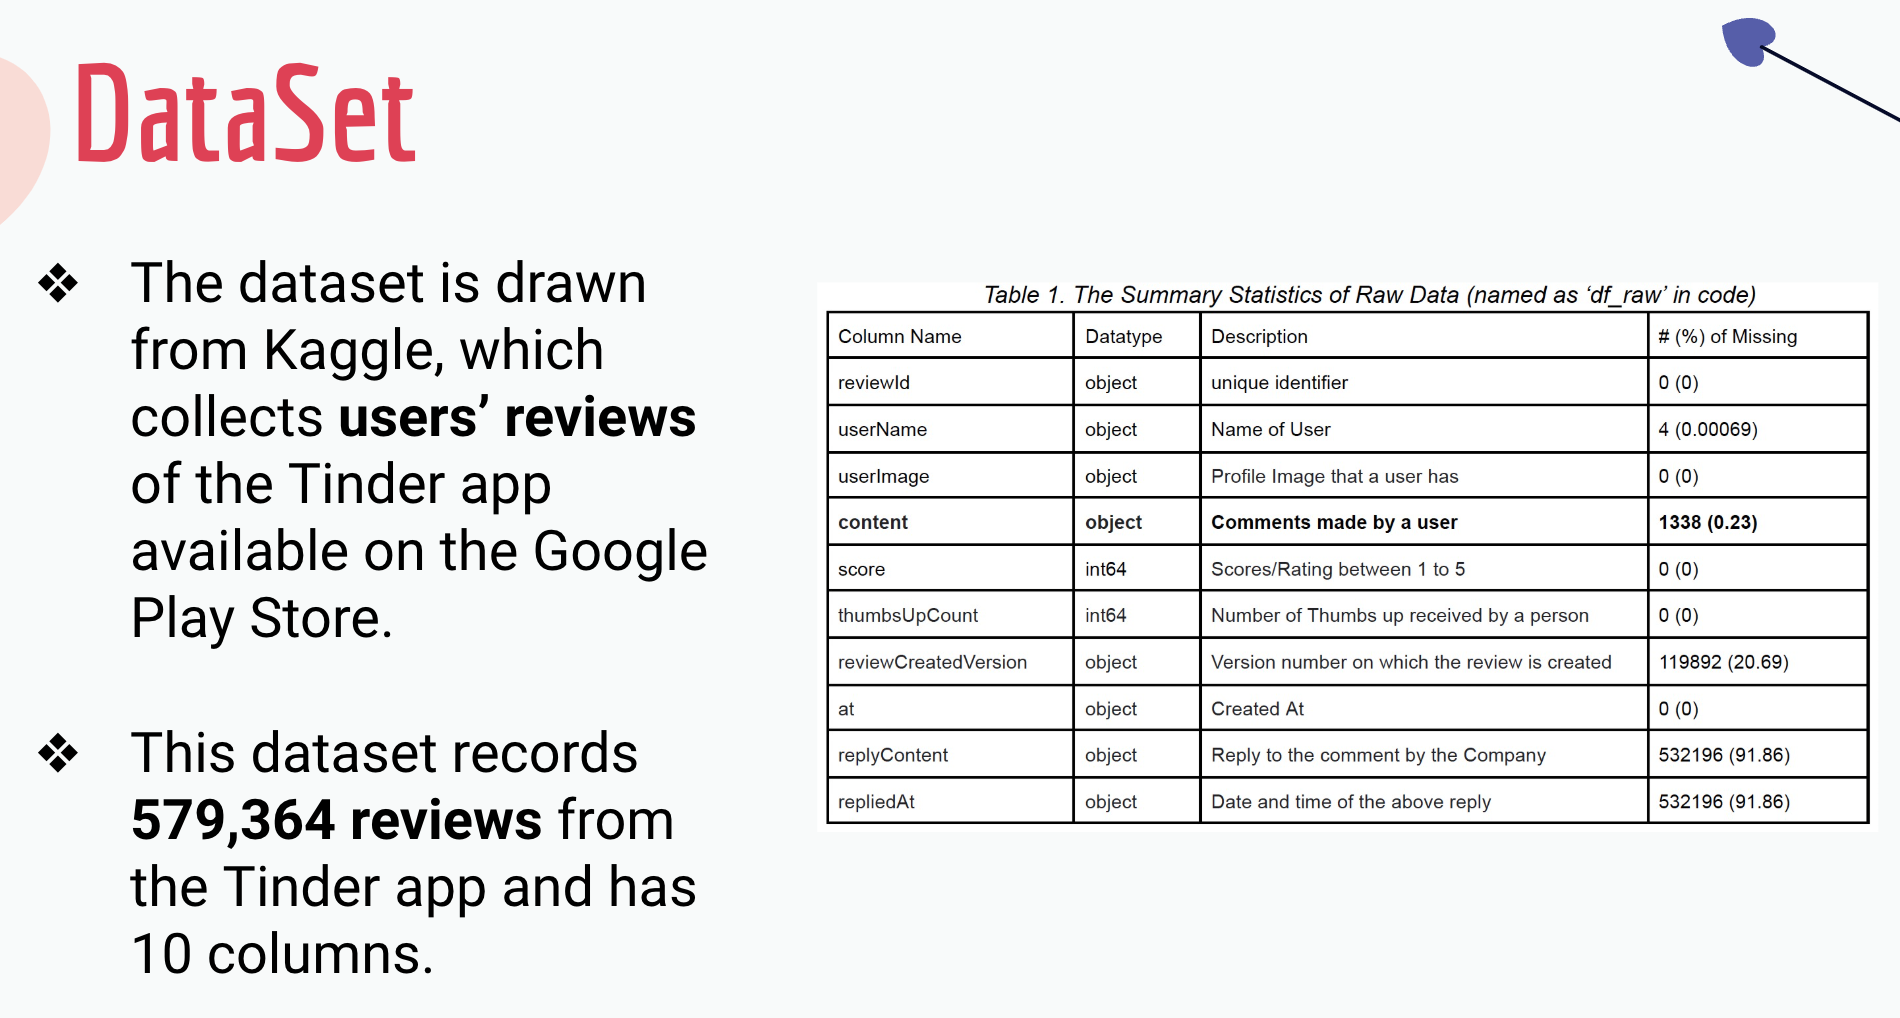 DataSet
❖ The dataset is drawn
from Kaggle, which
collects users’ reviews
of the Tinder app
available on the Google
Play Store.
❖ This dataset records
579,364 reviews from
the Tinder app and has
10 columns.
Table 1. The Summary Statistics of Raw Data (named as ‘df_raw’ in code)
Column Name Datatype Description # (%) of Missing
reviewId object unique identifier 0 (0)
userName object Name of User 4 (0.00069)
userImage object Profile Image that a user has 0 (0)
content object Comments made by a user 1338 (0.23)
score int64 Scores/Rating between 1 to 5 0 (0)
thumbsUpCount int64 Number of Thumbs up received by a person 0 (0)
reviewCreatedVersion object Version number on which the review is created 119892 (20.69)
at object Created At 0 (0)
replyContent object Reply to the comment by the Company 532196 (91.86)
repliedAt object Date and time of the above reply 532196 (91.86)